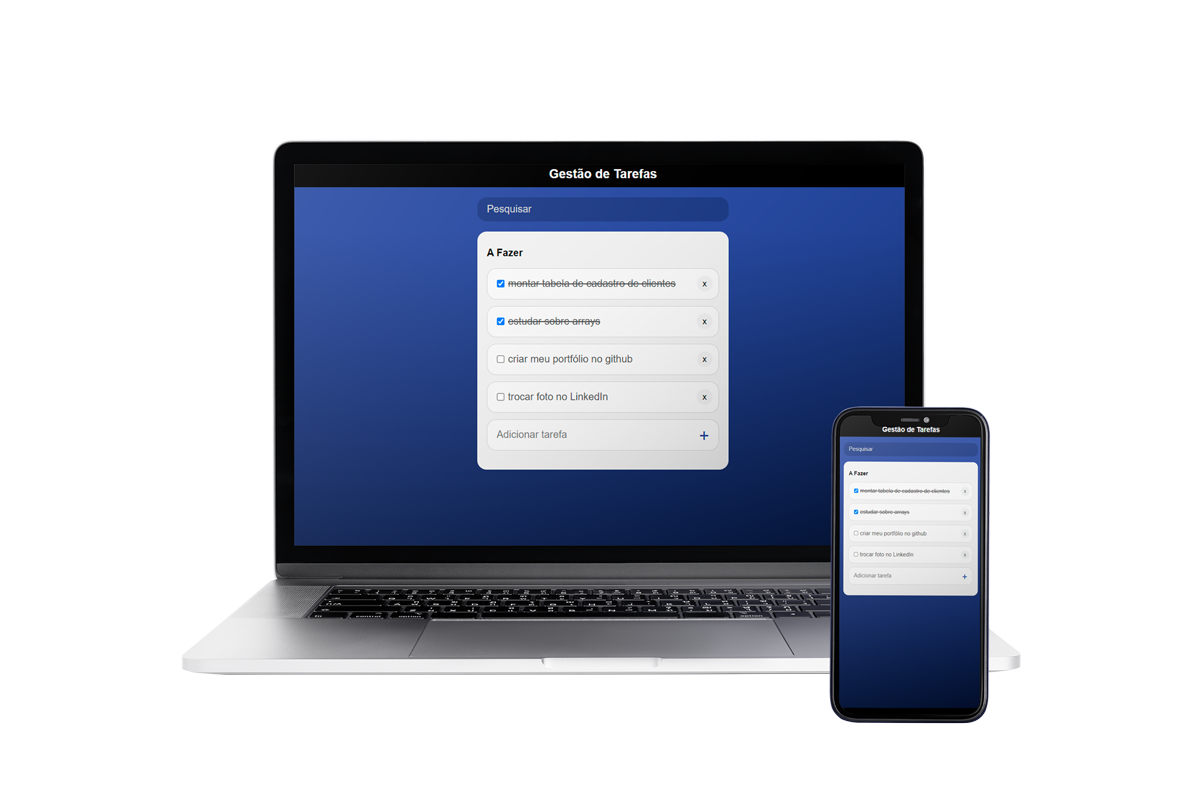 Gestão de Tarefas
Pesquisar
A Fazer
montar tabela de cadastro de clientes
x
estudar sobre arrays
x
criar meu portfólio no github
x
trocar foto no LinkedIn
x
Adicionar tarefa
+
Gestão de Tarefas
Pesquisar
A Fazer
montar tabela de cadastro de clientes
x
estudar sobre arrays
x
criar meu portfólio no github
x
trocar foto no LinkedIn
x
Adicionar tarefa
+